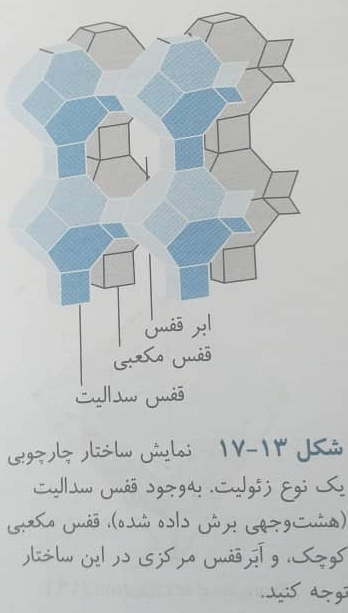 ابر قفس
قفس مکعبی
قفس سدالیت
شکل ۱۳-۱۷ نمایش ساختار چارچوبی
یک نوع زئولیت. به‌وجود قفس سدالیت
(هشت‌وجهی برش داده شده)، قفس مکعبی
کوچک، و اَبَرقفس مرکزی در این ساختار
توجه کنید.